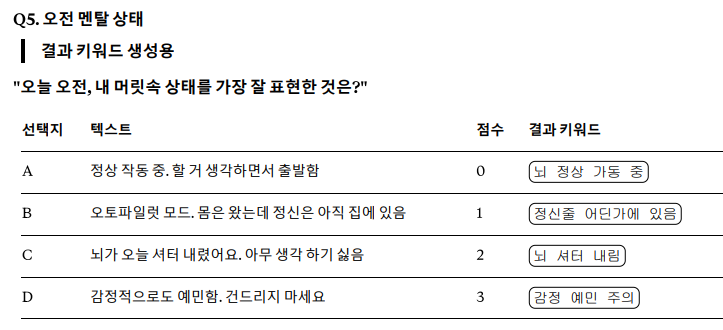 Q5. 오전 멘탈 상태
결과 키워드 생성용
"오늘 오전, 내 머릿속 상태를 가장 잘 표현한 것은?"
선택지 텍스트 점수 결과 키워드
A 정상 작동 중. 할 거 생각하면서 출발함 0 뇌 정상 가동 중
B 오토파일럿 모드. 몸은 왔는데 정신은 아직 집에 있음 1 정신줄 어딘가에 있음
C 뇌가 오늘 셔터 내렸어요. 아무 생각 하기 싫음 2 뇌 셔터 내림
D 감정적으로도 예민함. 건드리지 마세요 3 감정 예민 주의